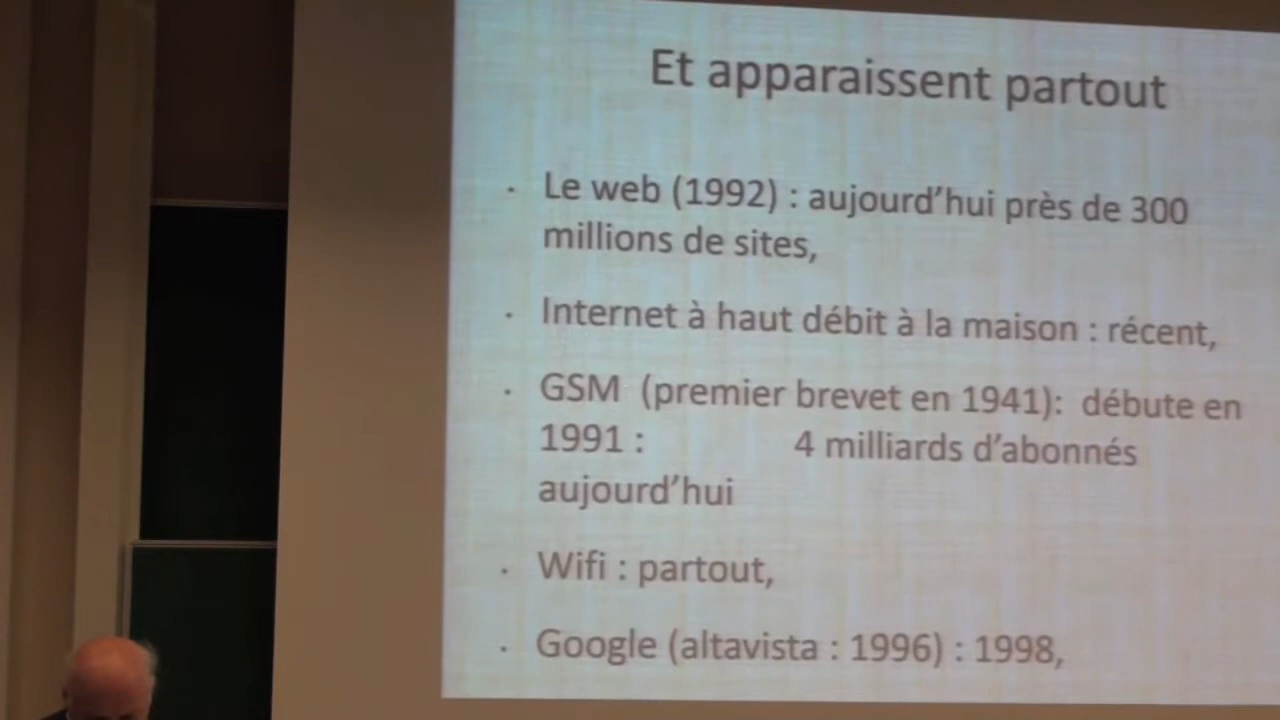 Et apparaissent partout
· Le web (1992) : aujourd'hui près de 300
millions de sites,
· Internet à haut débit à la maison : récent,
· GSM (premier brevet en 1941): débute en
1991 : 4 milliards d'abonnés
aujourd'hui
· Wifi : partout,
· Google (altavista : 1996) : 1998,